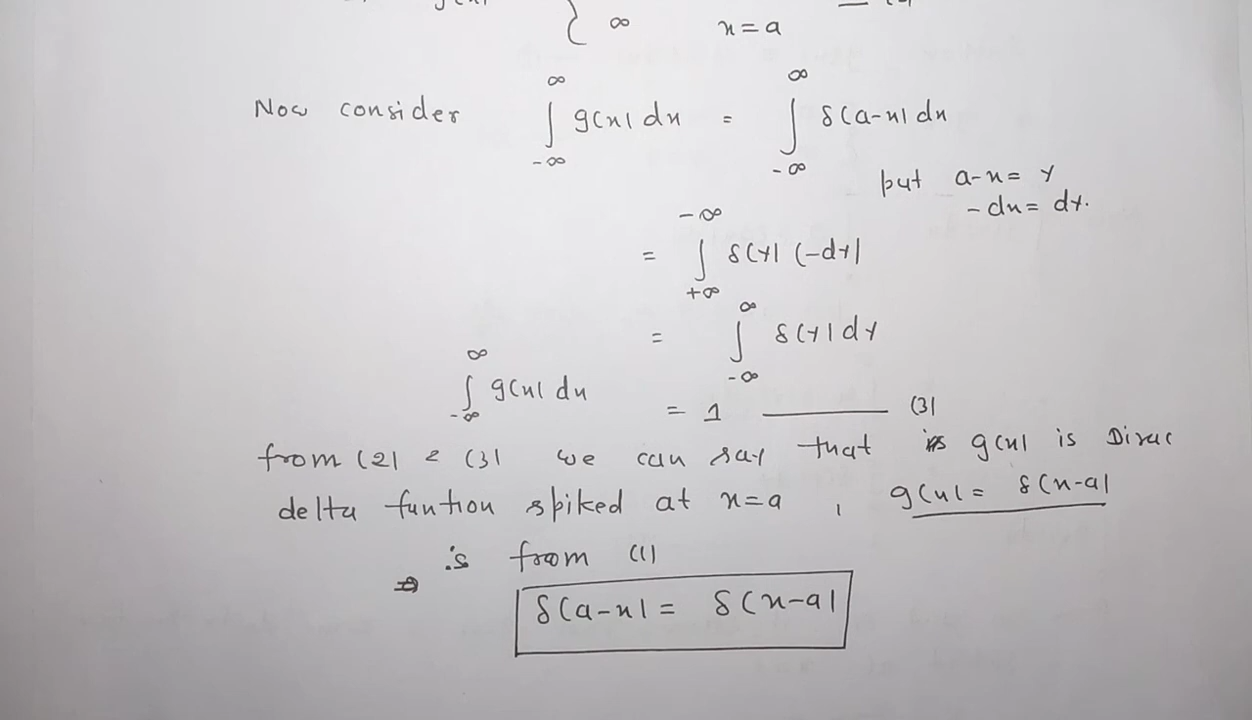 { ∞ x=a
Now consider ∫_{-∞}^{∞} g(x) dx = ∫_{-∞}^{∞} δ(a-x) dx
put a-x= y
-dx= dy.
= ∫_{+∞}^{-∞} δ(y) (-dy)
= ∫_{-∞}^{∞} δ(y) dy
∫_{-∞}^{∞} g(x) dx = 1 ——— (3)
from (2) & (3) we can say that g(x) is Dirac
delta funtion spiked at x=a , g(x)= δ(x-a)
from (1)
δ(a-x) = δ(x-a)